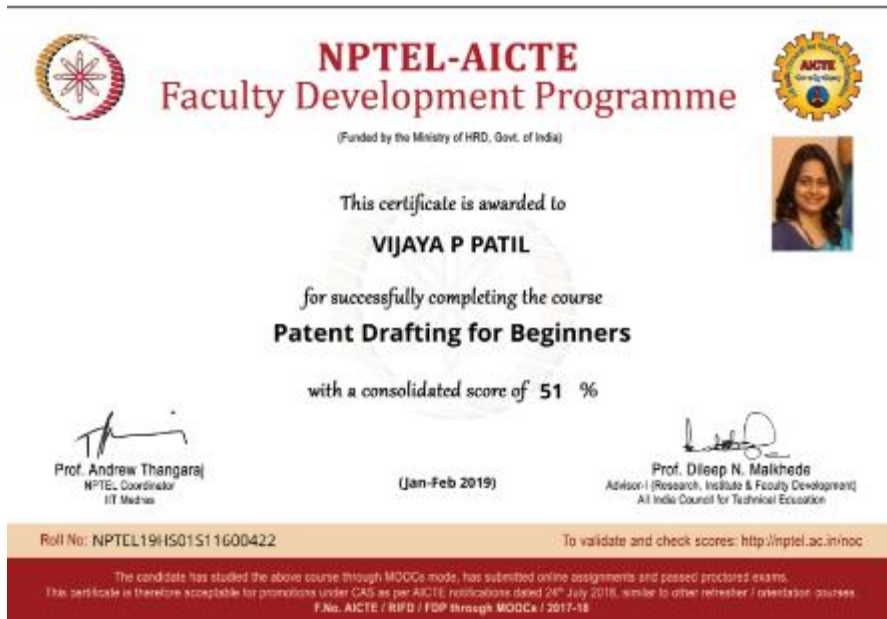 NPTEL-AICTE
Faculty Development Programme
(Funded by the Ministry of HRD, Govt. of India)
AICTE
This certificate is awarded to
VIJAYA P PATIL
for successfully completing the course
Patent Drafting for Beginners
with a consolidated score of 51 %
Prof. Andrew Thangaraj
NPTEL Coordinator
IIT Madras
(Jan-Feb 2019)
Prof. Dileep N. Malkhede
Advisor-I (Research, Institute & Faculty Development)
All India Council for Technical Education
Roll No: NPTEL19HS01S11600422
To validate and check scores: http://nptel.ac.in/noc
The candidate has studied the above course through MOOCs mode, has submitted online assignments and passed proctored exams.
This certificate is therefore acceptable for promotions under CAS as per AICTE notifications dated 24th July 2018, similar to other refresher / orientation courses.
F.No. AICTE / RIFD / FDP through MOOCs / 2017-18